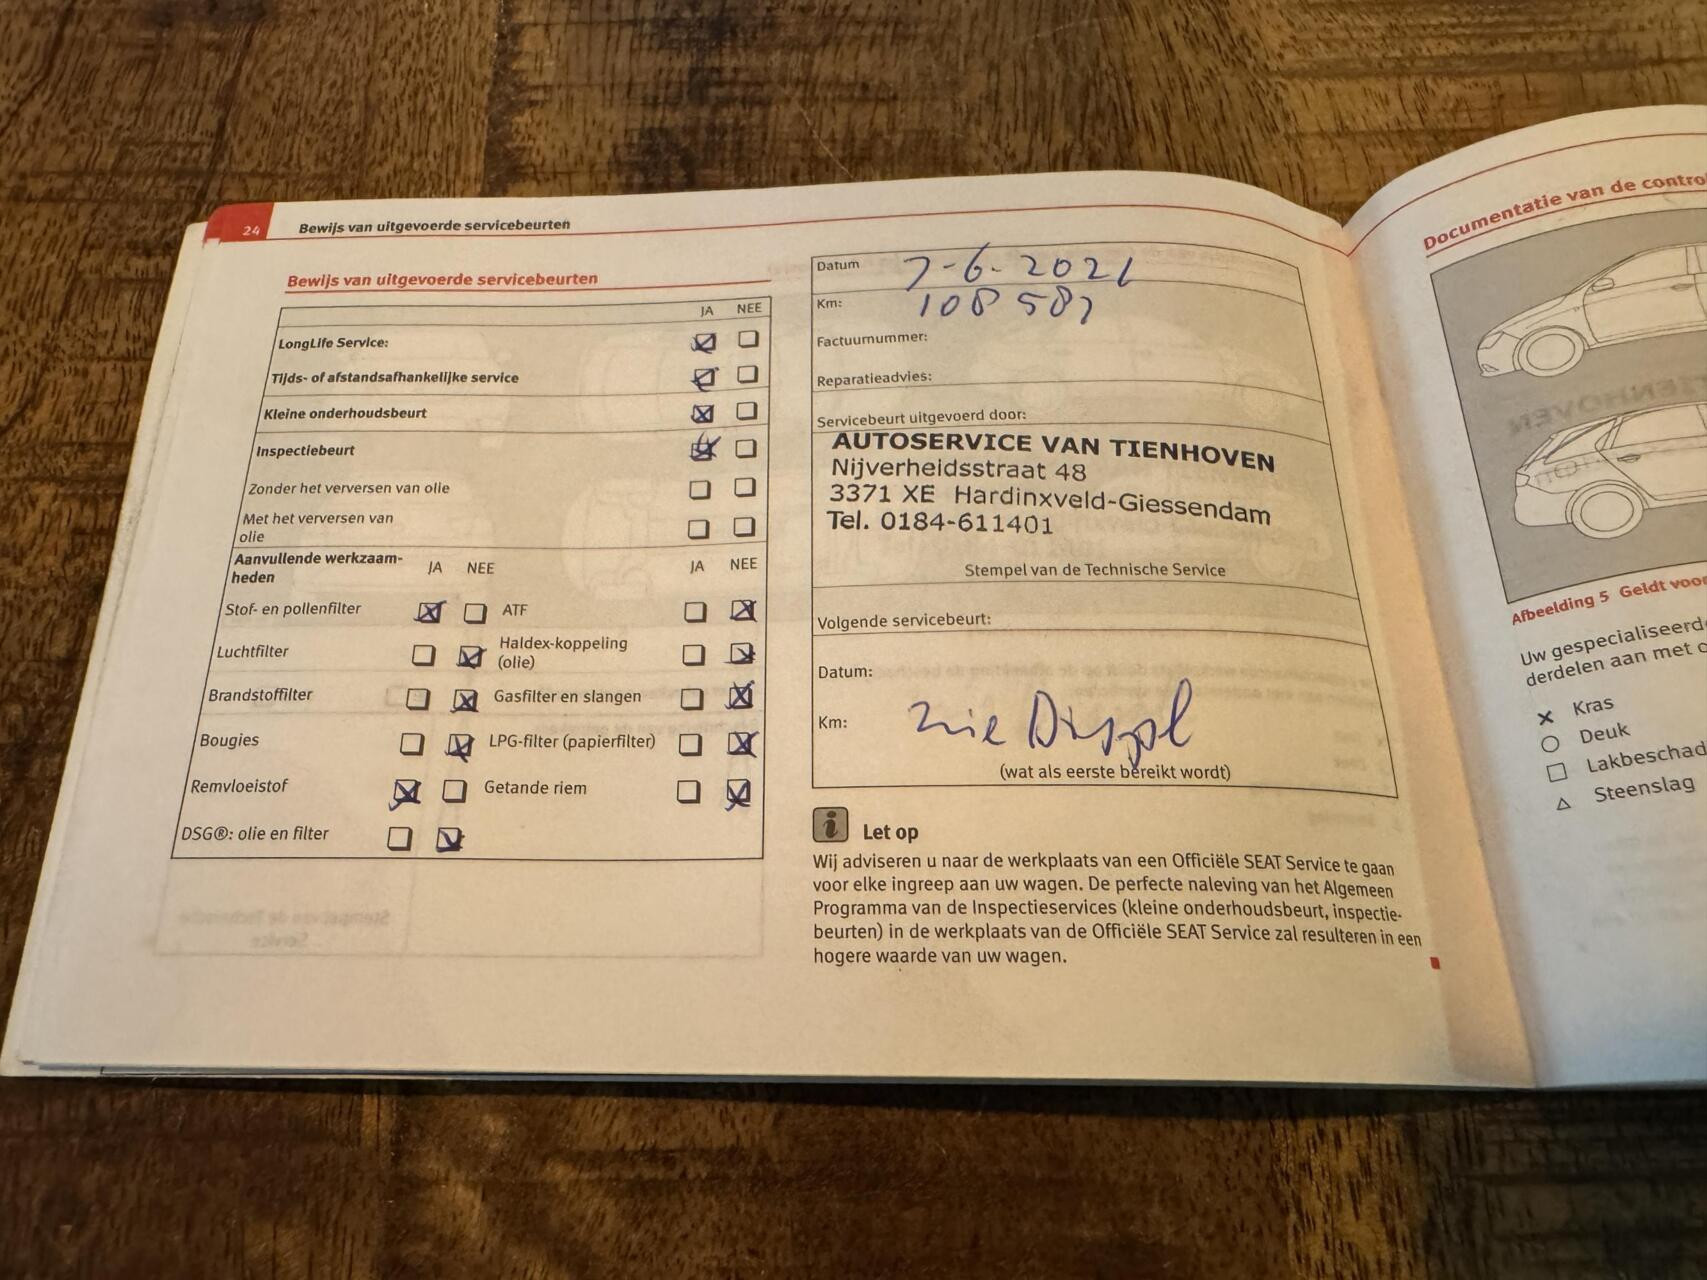 24
Bewijs van uitgevoerde servicebeurten
Bewijs van uitgevoerde servicebeurten
JA NEE
LongLife Service:
Tijds- of afstandsafhankelijke service
Kleine onderhoudsbeurt
Inspectiebeurt
Zonder het verversen van olie
Met het verversen van
olie
Aanvullende werkzaam-
heden
JA NEE JA NEE
Stof- en pollenfilter ATF
Luchtfilter Haldex-koppeling
(olie)
Brandstoffilter Gasfilter en slangen
Bougies LPG-filter (papierfilter)
Remvloeistof Getande riem
DSG®: olie en filter
Datum 7-6-2021
Km: 108 587
Factuurnummer:
Reparatieadvies:
Servicebeurt uitgevoerd door:
AUTOSERVICE VAN TIENHOVEN
Nijverheidsstraat 48
3371 XE Hardinxveld-Giessendam
Tel. 0184-611401
Stempel van de Technische Service
Volgende servicebeurt:
Datum:
Km: zie
(wat als eerste bereikt wordt)
Let op
Wij adviseren u naar de werkplaats van een Officiële SEAT Service te gaan
voor elke ingreep aan uw wagen. De perfecte naleving van het Algemeen
Programma van de Inspectieservices (kleine onderhoudsbeurt, inspectie-
beurten) in de werkplaats van de Officiële SEAT Service zal resulteren in een
hogere waarde van uw wagen.
Documentatie van de contro
Afbeelding 5 Geldt voor
Uw gespecialiseerd
derdelen aan met
Kras
Deuk
Lakbeschad
Steenslag